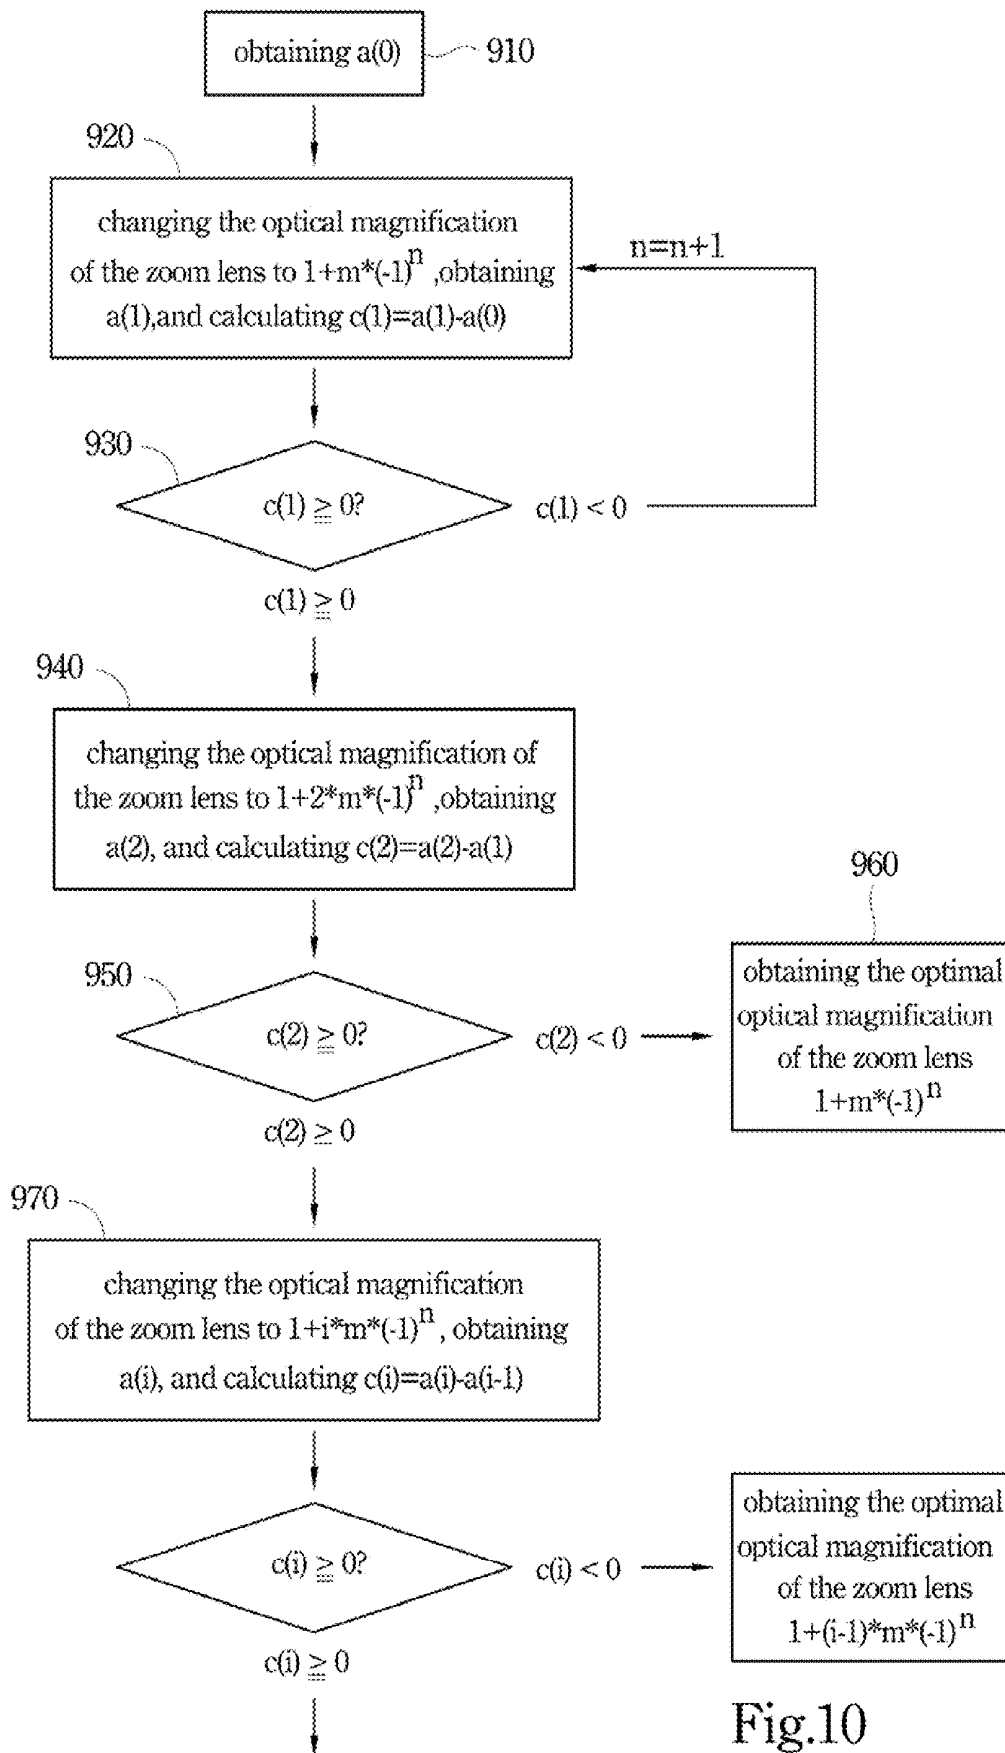 obtaining a(0)
910
920
changing the optical magnification
of the zoom lens to 1+m*(-1)^n ,obtaining
a(1),and calculating c(1)=a(1)-a(0)
n=n+1
930
c(1) ≧ 0?
c(1) < 0
c(1) ≧ 0
940
changing the optical magnification of
the zoom lens to 1+2*m*(-1)^n ,obtaining
a(2), and calculating c(2)=a(2)-a(1)
950
c(2) ≧ 0?
c(2) < 0
960
obtaining the optimal
optical magnification
of the zoom lens
1+m*(-1)^n
c(2) ≧ 0
970
changing the optical magnification
of the zoom lens to 1+i*m*(-1)^n, obtaining
a(i), and calculating c(i)=a(i)-a(i-1)
c(i) ≧ 0?
c(i) < 0
obtaining the optimal
optical magnification
of the zoom lens
1+(i-1)*m*(-1)^n
c(i) ≧ 0
Fig.10